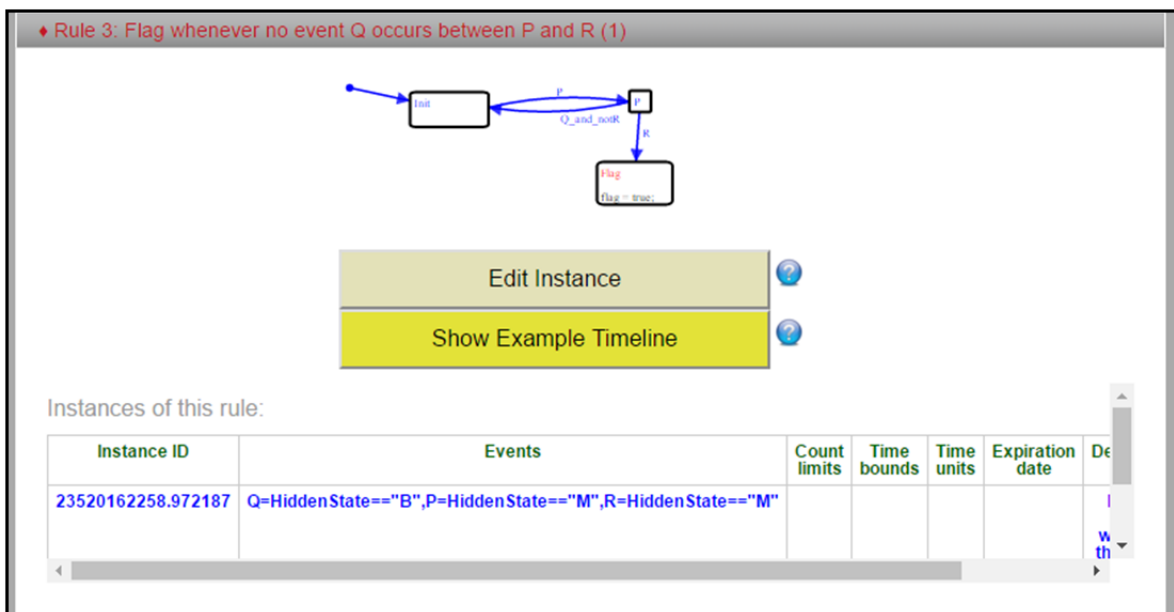 ♦ Rule 3: Flag whenever no event Q occurs between P and R (1)
Init
P
P
Q_and_notR
R
Flag
flag = true;
Edit Instance
?
Show Example Timeline
?
Instances of this rule:
Instance ID Events Count limits Time bounds Time units Expiration date De
23520162258.972187 Q=HiddenState=="B",P=HiddenState=="M",R=HiddenState=="M"
w
th